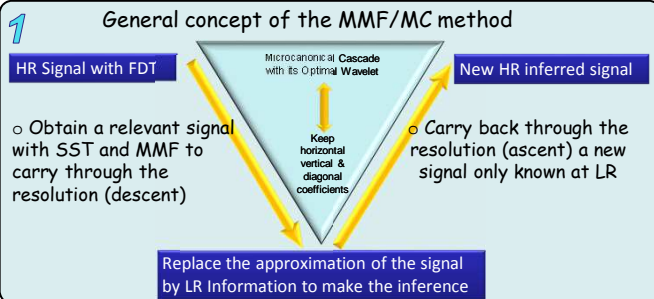 1
General concept of the MMF/MC method
HR Signal with FDT
Microcanonical Cascade
with its Optimal Wavelet
New HR inferred signal
o Obtain a relevant signal
with SST and MMF to
carry through the
resolution (descent)
Keep
horizontal
vertical &
diagonal
coefficients
o Carry back through the
resolution (ascent) a new
signal only known at LR
Replace the approximation of the signal
by LR Information to make the inference